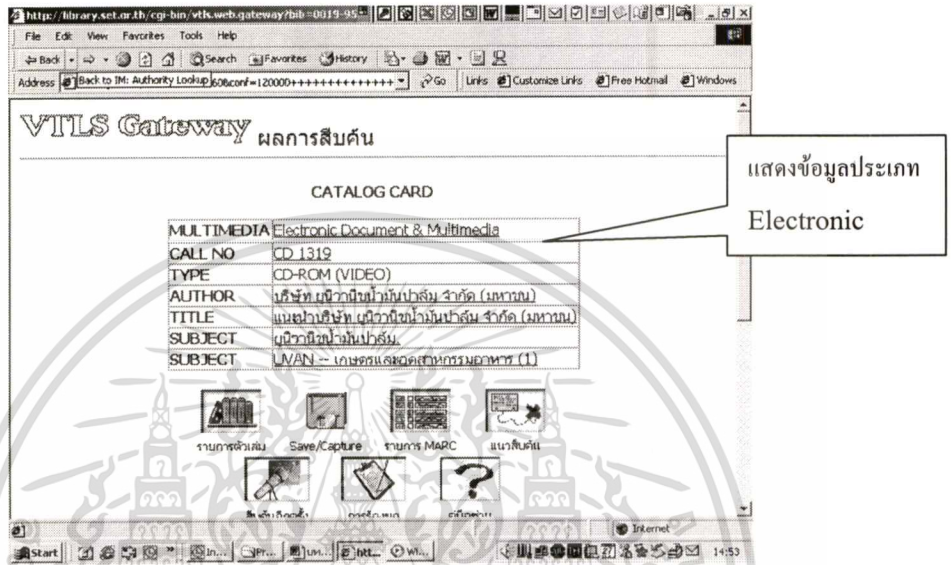 http://library.set.or.th/cgi-bin/vtls.web.gateway?bib=0019-95
File Edit View Favorites Tools Help
Back Search Favorites History
Address Back to IM: Authority Lookup 60&conf=120000+++++++++++++++ Go Links Customize Links Free Hotmail Windows
VTLS Gateway ผลการสืบค้น
แสดงข้อมูลประเภท
Electronic
CATALOG CARD
MULTIMEDIA Electronic Document & Multimedia
CALL NO CD 1319
TYPE CD-ROM (VIDEO)
AUTHOR บริษัท ยูนิวานิชน้ำมันปาล์ม จำกัด (มหาชน)
TITLE แนะนำบริษัท ยูนิวานิชน้ำมันปาล์ม จำกัด (มหาชน)
SUBJECT ยูนิวานิชน้ำมันปาล์ม.
SUBJECT UVAN -- เกษตรและอุตสาหกรรมอาหาร (1)
รายการตัวเล่ม Save/Capture รายการ MARC แนวสืบค้น
Internet
Start In... Pr... htt... Wi... 14:53